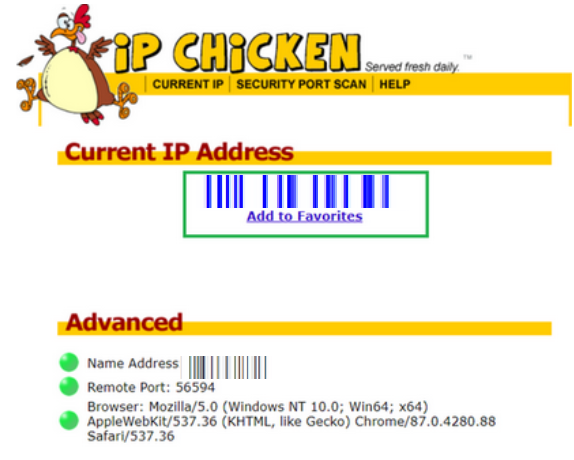 iP CHiCKEN Served fresh daily. ™
CURRENT IP | SECURITY PORT SCAN | HELP
Current IP Address
Add to Favorites
Advanced
Name Address
Remote Port: 56594
Browser: Mozilla/5.0 (Windows NT 10.0; Win64; x64)
AppleWebKit/537.36 (KHTML, like Gecko) Chrome/87.0.4280.88
Safari/537.36